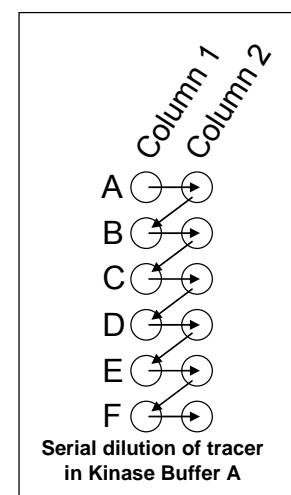 Column 1
Column 2
A
B
C
D
E
F
Serial dilution of tracer
in Kinase Buffer A